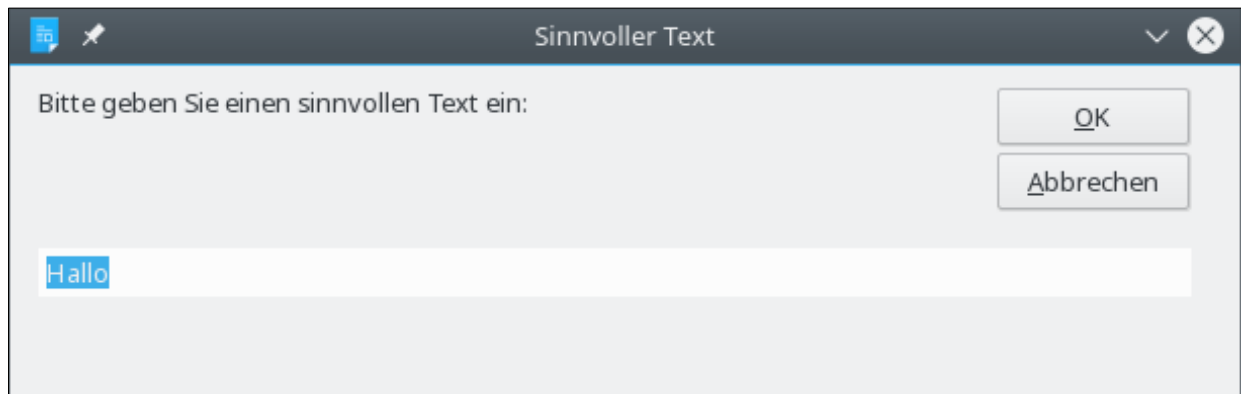 Sinnvoller Text
Bitte geben Sie einen sinnvollen Text ein:
OK
Abbrechen
Hallo